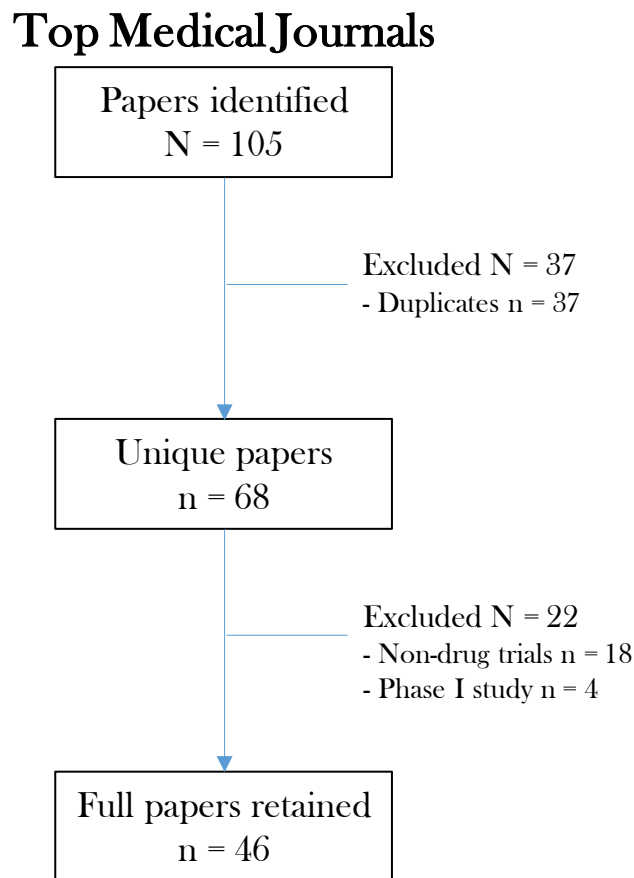 Top Medical Journals
Papers identified
N = 105
Excluded N = 37
- Duplicates n = 37
Unique papers
n = 68
Excluded N = 22
- Non-drug trials n = 18
- Phase I study n = 4
Full papers retained
n = 46